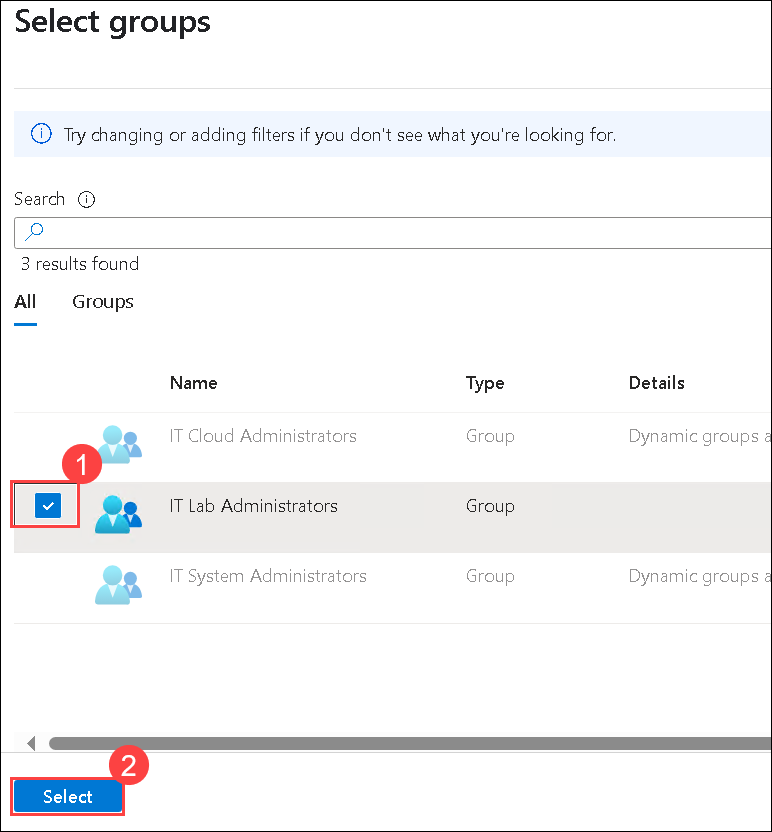 Select groups
Try changing or adding filters if you don't see what you're looking for.
Search
3 results found
All Groups
Name Type Details
IT Cloud Administrators Group Dynamic groups a
1
IT Lab Administrators Group
IT System Administrators Group Dynamic groups a
2
Select